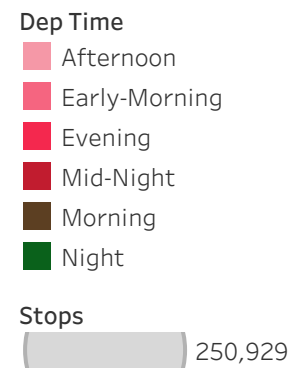 Dep Time
Afternoon
Early-Morning
Evening
Mid-Night
Morning
Night
Stops
250,929